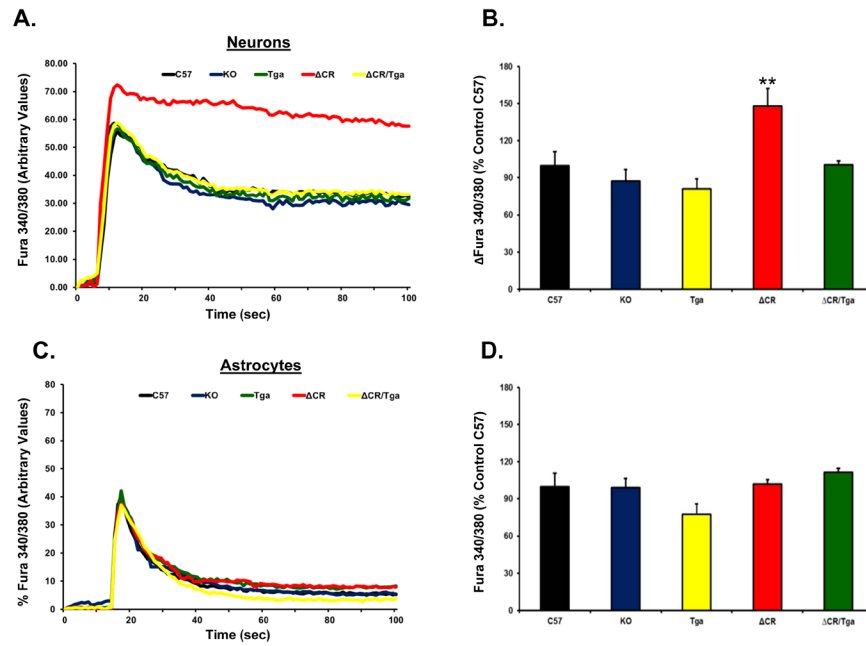 A.
Neurons
C57 KO Tga ΔCR ΔCR/Tga
Fura 340/380 (Arbitrary Values)
80.00
70.00
60.00
50.00
40.00
30.00
20.00
10.00
0.00
0 20 40 60 80 100
Time (sec)
B.
ΔFura 340/380 (% Control C57)
180
150
120
90
60
30
0
**
C57 KO Tga ΔCR ΔCR/Tga
C.
Astrocytes
C57 KO Tga ΔCR ΔCR/Tga
% Fura 340/380 (Arbitrary Values)
80
70
60
50
40
30
20
10
0
0 20 40 60 80 100
Time (sec)
D.
Fura 340/380 (% Control C57)
180
150
120
90
60
30
0
C57 KO Tga ΔCR ΔCR/Tga